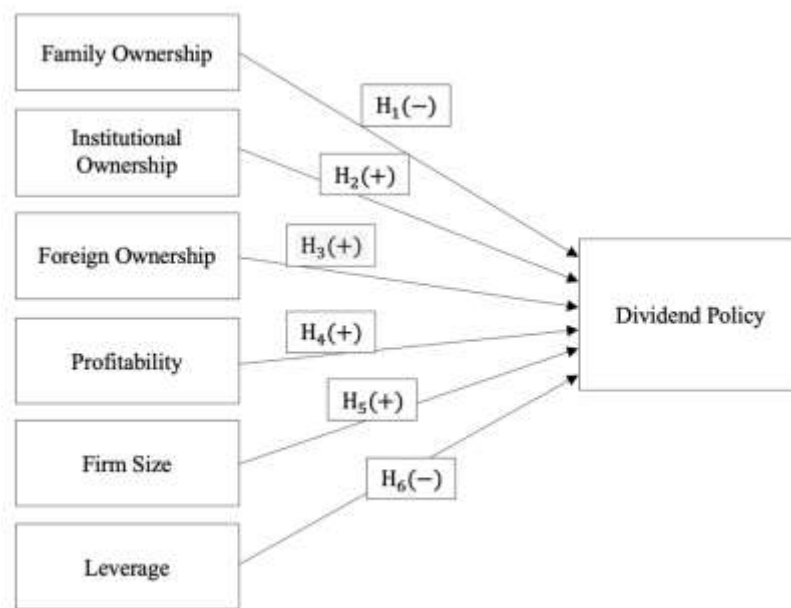 Family Ownership
H₁(−)
Institutional
Ownership
H₂(+)
Foreign Ownership
H₃(+)
Dividend Policy
Profitability
H₄(+)
Firm Size
H₅(+)
H₆(−)
Leverage